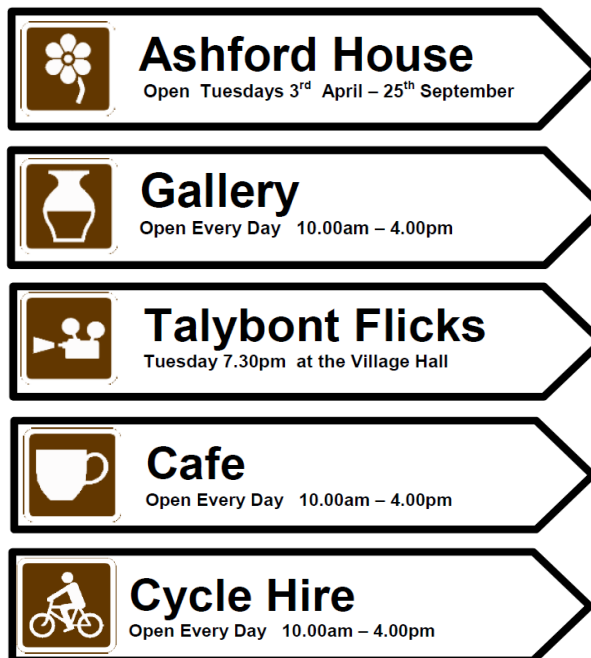 Ashford House
Open Tuesdays 3rd April – 25th September
Gallery
Open Every Day 10.00am – 4.00pm
Talybont Flicks
Tuesday 7.30pm at the Village Hall
Cafe
Open Every Day 10.00am – 4.00pm
Cycle Hire
Open Every Day 10.00am – 4.00pm